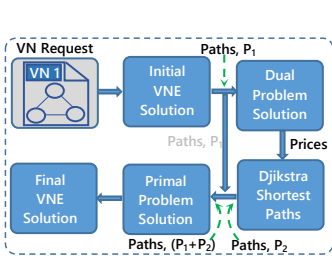 VN Request
Paths, P1
VN 1
Initial
VNE
Solution
Dual
Problem
Solution
Paths, P1
Prices
Final
VNE
Solution
Primal
Problem
Solution
Djikstra
Shortest
Paths
Paths, (P1+P2)
Paths, P2